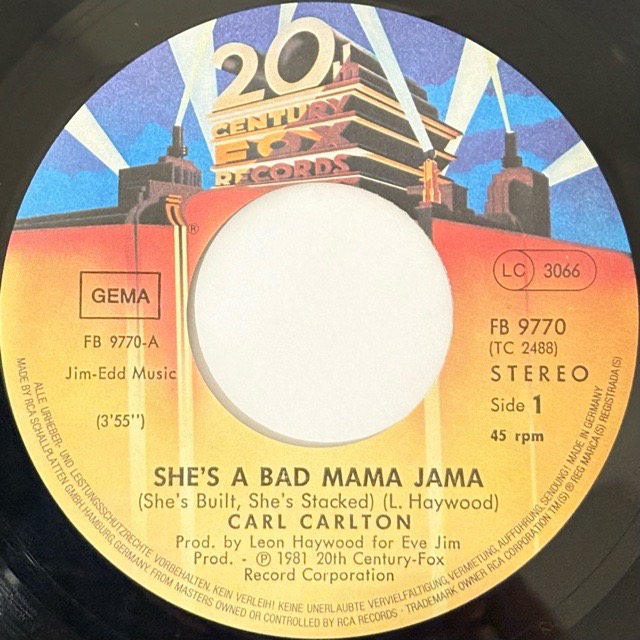 20th
CENTURY
FOX
RECORDS
®
GEMA
FB 9770-A
Jim-Edd Music
(3'55")
LC 3066
FB 9770
(TC 2488)
STEREO
Side 1
45 rpm
SHE'S A BAD MAMA JAMA
(She's Built, She's Stacked) (L. Haywood)
CARL CARLTON
Prod. by Leon Haywood for Eve Jim
Prod. - ℗ 1981 20th Century-Fox
Record Corporation
ALLE URHEBER- UND LEISTUNGSSCHUTZRECHTE VORBEHALTEN. KEIN VERLEIH! KEINE UNERLAUBTE VERVIELFÄLTIGUNG, VERMIETUNG, AUFFÜHRUNG, SENDUNG! MADE IN GERMANY
MADE BY RCA SCHALLPLATTEN GMBH, HAMBURG, GERMANY, FROM MASTERS OWNED OR CONTROLLED BY RCA RECORDS · TRADEMARK OWNER RCA CORPORATION TM(S) ® REG MARCA (S) REGISTRADA (S)